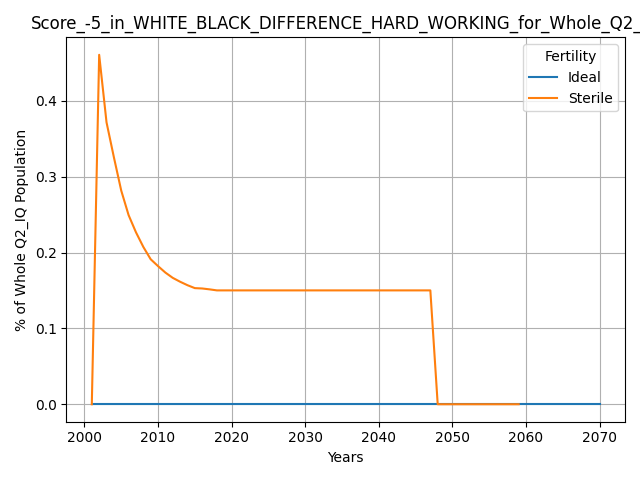 Score_-5_in_WHITE_BLACK_DIFFERENCE_HARD_WORKING_for_Whole_Q2_
Fertility
Ideal
Sterile
% of Whole Q2_IQ Population
0.4
0.3
0.2
0.1
0.0
2000 2010 2020 2030 2040 2050 2060 2070
Years